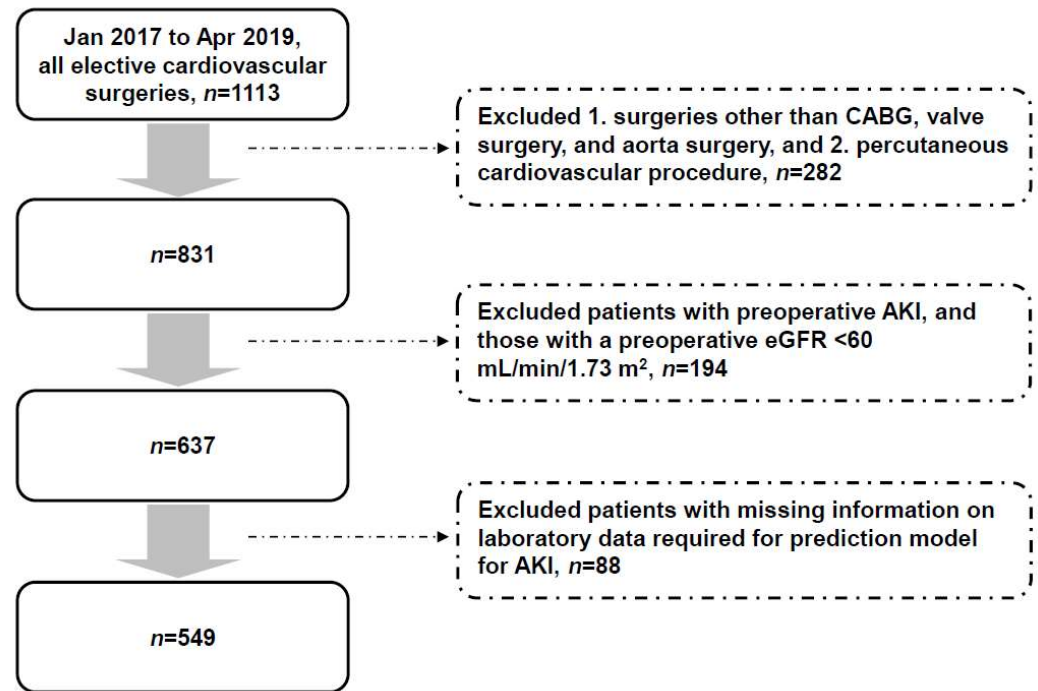 Jan 2017 to Apr 2019,
all elective cardiovascular
surgeries, n=1113
Excluded 1. surgeries other than CABG, valve
surgery, and aorta surgery, and 2. percutaneous
cardiovascular procedure, n=282
n=831
Excluded patients with preoperative AKI, and
those with a preoperative eGFR <60
mL/min/1.73 m², n=194
n=637
Excluded patients with missing information on
laboratory data required for prediction model
for AKI, n=88
n=549